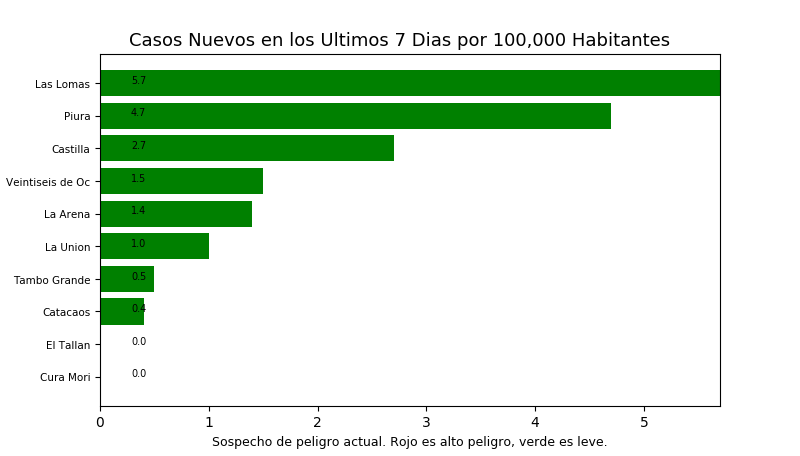 Casos Nuevos en los Ultimos 7 Dias por 100,000 Habitantes
Las Lomas 5.7
Piura 4.7
Castilla 2.7
Veintiseis de Oc 1.5
La Arena 1.4
La Union 1.0
Tambo Grande 0.5
Catacaos 0.4
El Tallan 0.0
Cura Mori 0.0
0 1 2 3 4 5
Sospecho de peligro actual. Rojo es alto peligro, verde es leve.